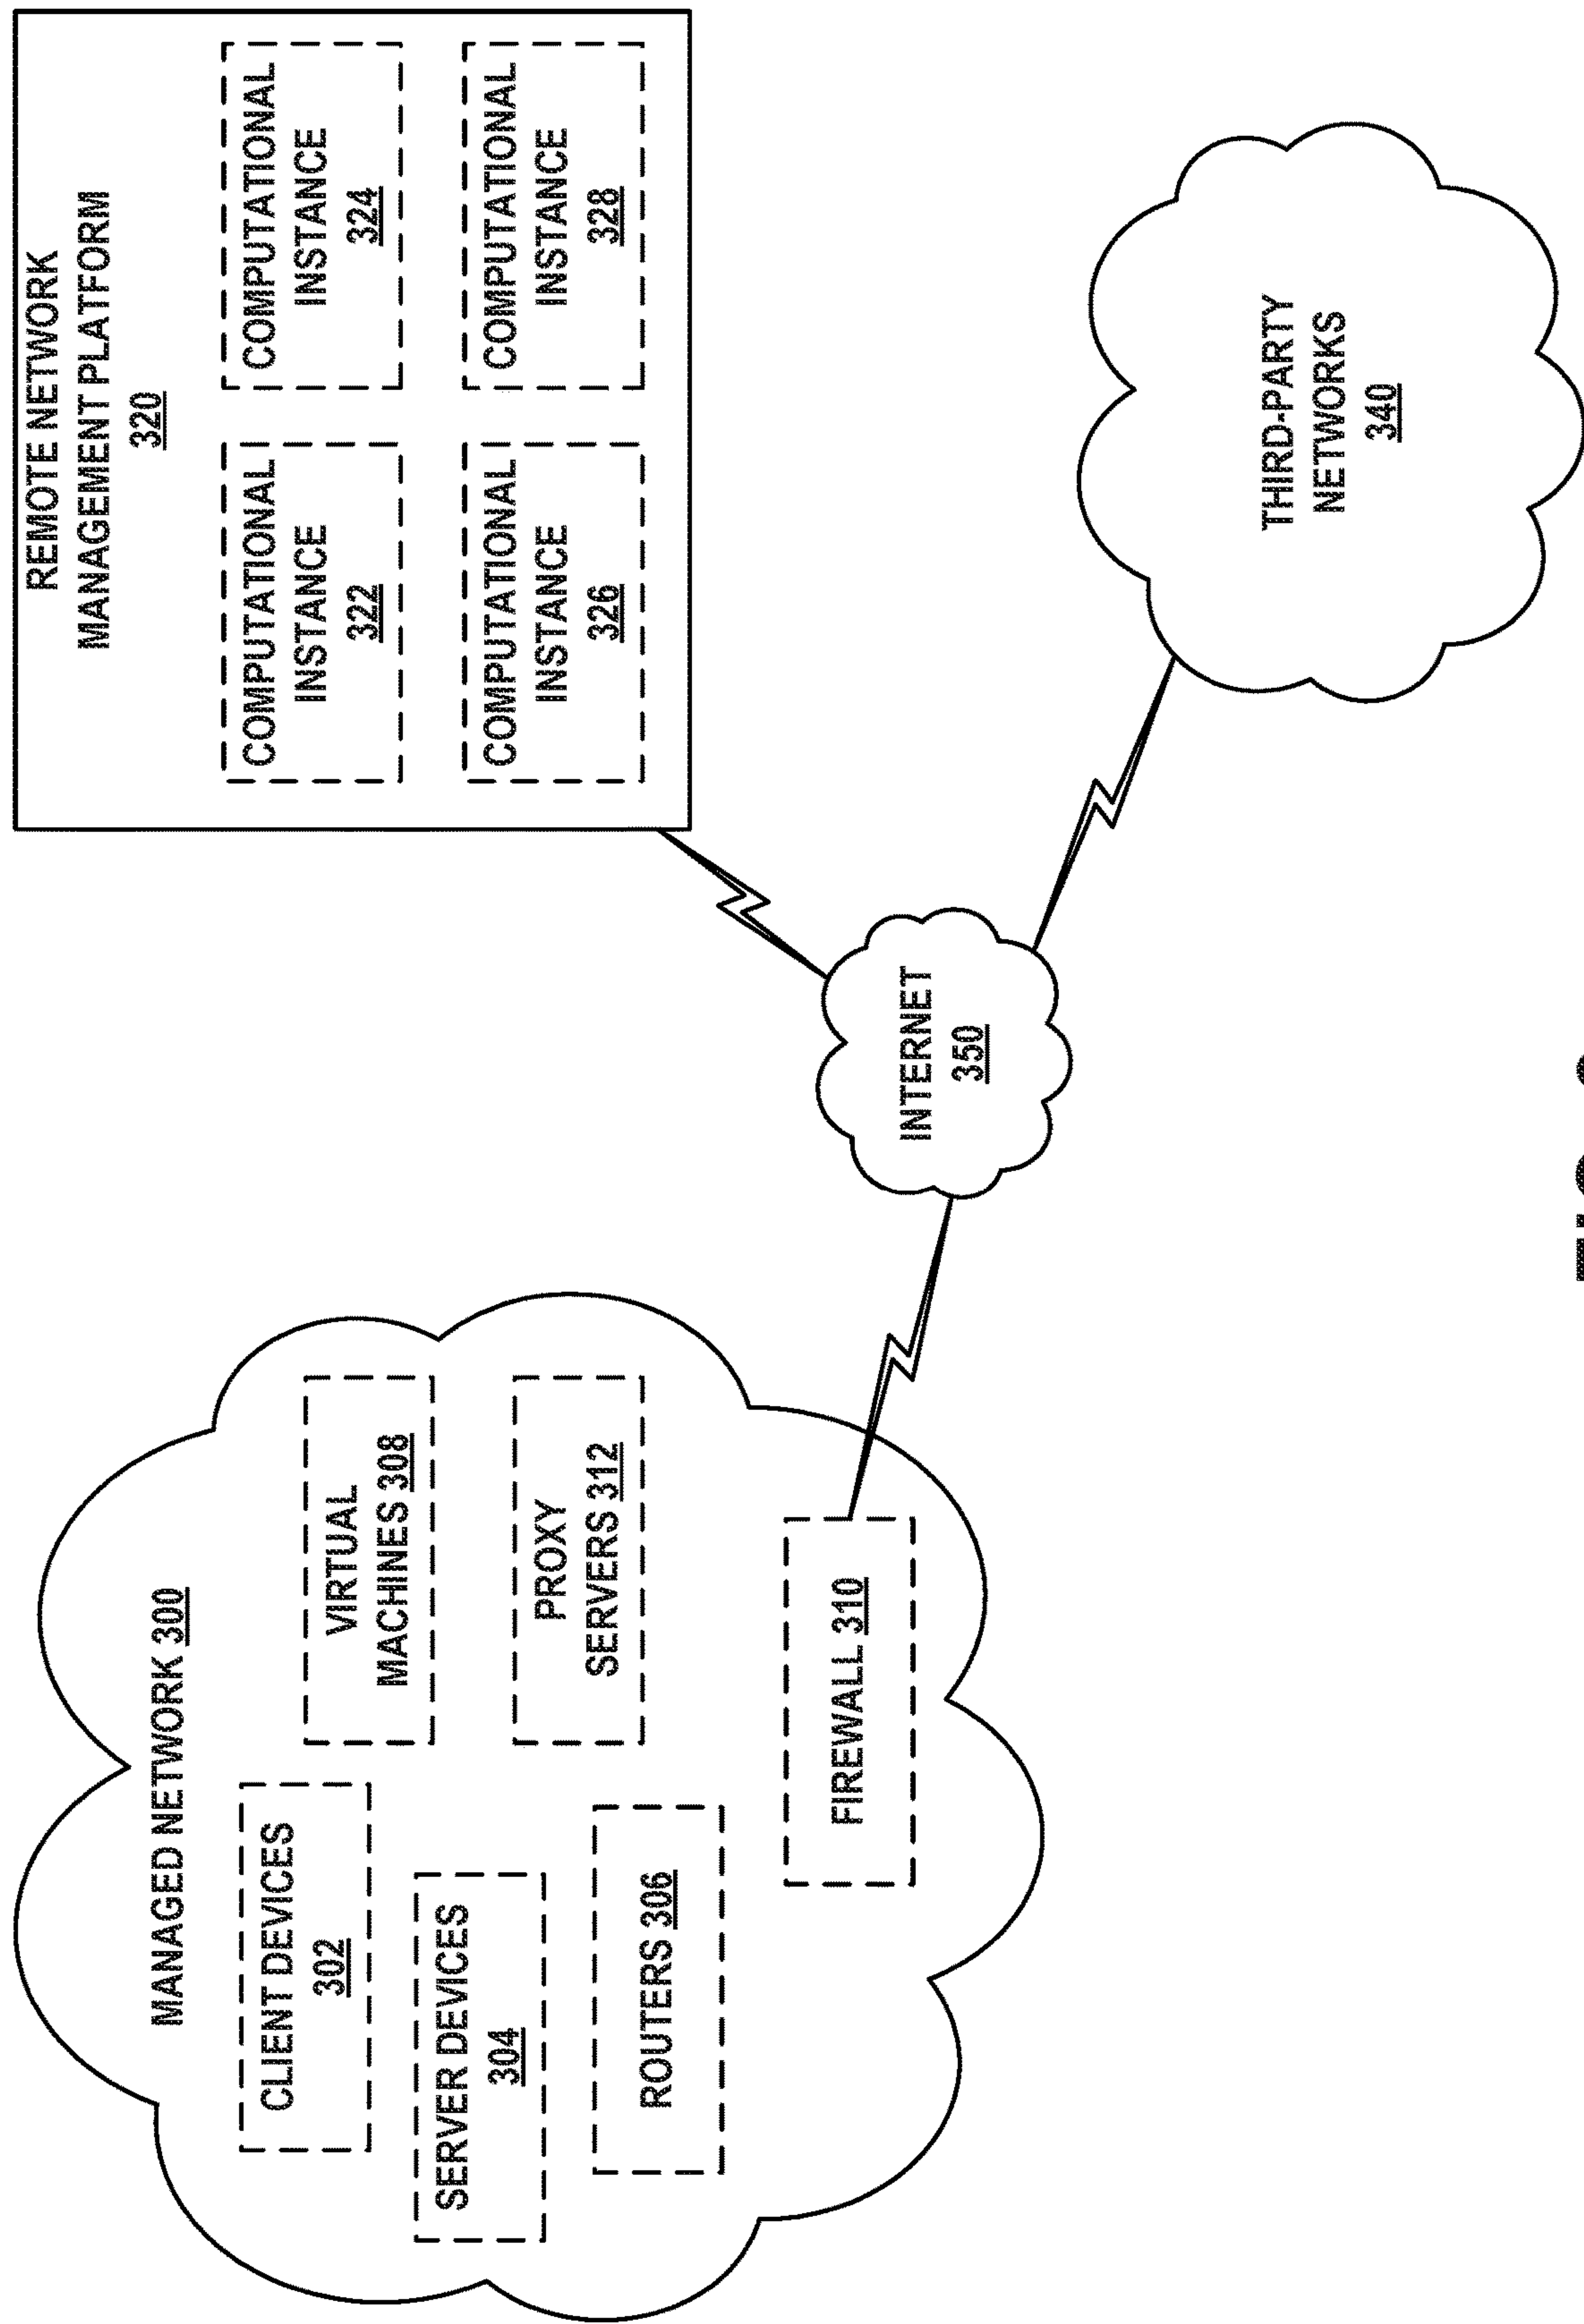 MANAGED NETWORK 300
CLIENT DEVICES
302
VIRTUAL
MACHINES 308
SERVER DEVICES
304
PROXY
SERVERS 312
ROUTERS 306
FIREWALL 310
INTERNET
350
REMOTE NETWORK
MANAGEMENT PLATFORM
320
COMPUTATIONAL
INSTANCE
322
COMPUTATIONAL
INSTANCE
324
COMPUTATIONAL
INSTANCE
326
COMPUTATIONAL
INSTANCE
328
THIRD-PARTY
NETWORKS
340